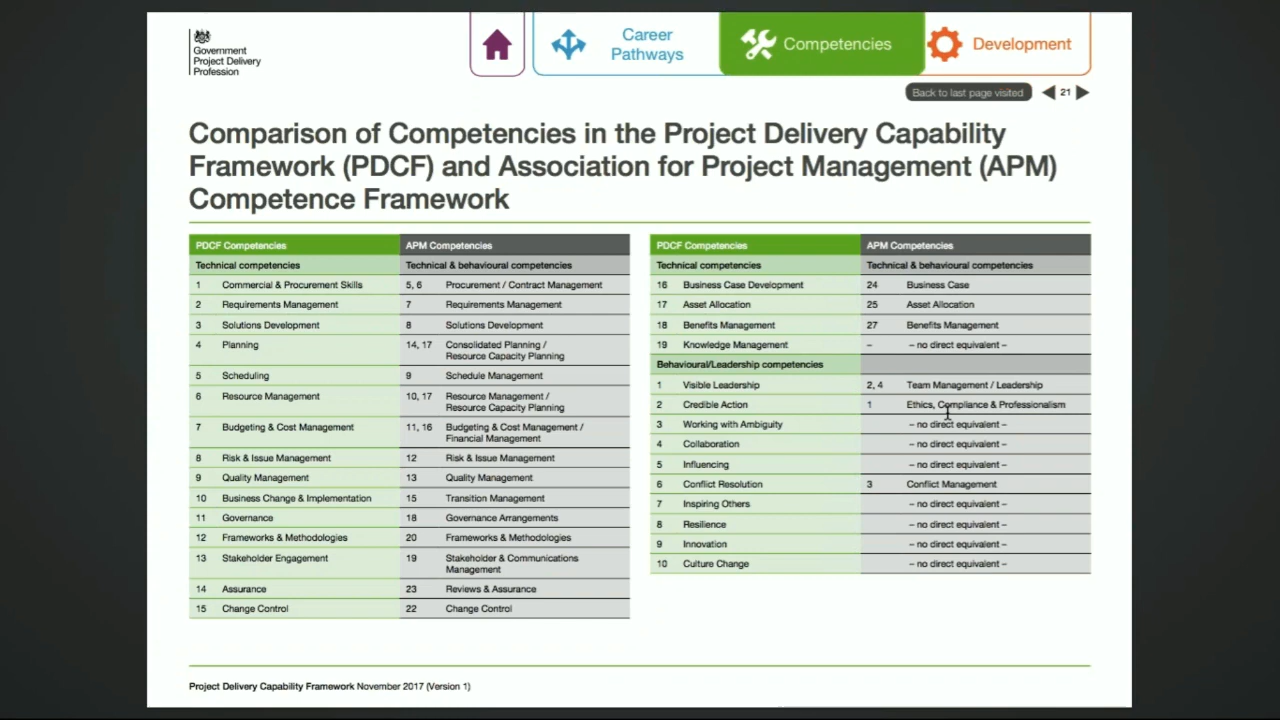 Government
Project Delivery
Profession
Career
Pathways
Competencies
Development
Back to last page visited
21
Comparison of Competencies in the Project Delivery Capability
Framework (PDCF) and Association for Project Management (APM)
Competence Framework
PDCF Competencies APM Competencies
Technical competencies Technical & behavioural competencies
1 Commercial & Procurement Skills 5, 6 Procurement / Contract Management
2 Requirements Management 7 Requirements Management
3 Solutions Development 8 Solutions Development
4 Planning 14, 17 Consolidated Planning /
Resource Capacity Planning
5 Scheduling 9 Schedule Management
6 Resource Management 10, 17 Resource Management /
Resource Capacity Planning
7 Budgeting & Cost Management 11, 16 Budgeting & Cost Management /
Financial Management
8 Risk & Issue Management 12 Risk & Issue Management
9 Quality Management 13 Quality Management
10 Business Change & Implementation 15 Transition Management
11 Governance 18 Governance Arrangements
12 Frameworks & Methodologies 20 Frameworks & Methodologies
13 Stakeholder Engagement 19 Stakeholder & Communications
Management
14 Assurance 23 Reviews & Assurance
15 Change Control 22 Change Control
PDCF Competencies APM Competencies
Technical competencies Technical & behavioural competencies
16 Business Case Development 24 Business Case
17 Asset Allocation 25 Asset Allocation
18 Benefits Management 27 Benefits Management
19 Knowledge Management – – no direct equivalent –
Behavioural/Leadership competencies
1 Visible Leadership 2, 4 Team Management / Leadership
2 Credible Action 1 Ethics, Compliance & Professionalism
3 Working with Ambiguity – no direct equivalent –
4 Collaboration – no direct equivalent –
5 Influencing – no direct equivalent –
6 Conflict Resolution 3 Conflict Management
7 Inspiring Others – no direct equivalent –
8 Resilience – no direct equivalent –
9 Innovation – no direct equivalent –
10 Culture Change – no direct equivalent –
Project Delivery Capability Framework November 2017 (Version 1)